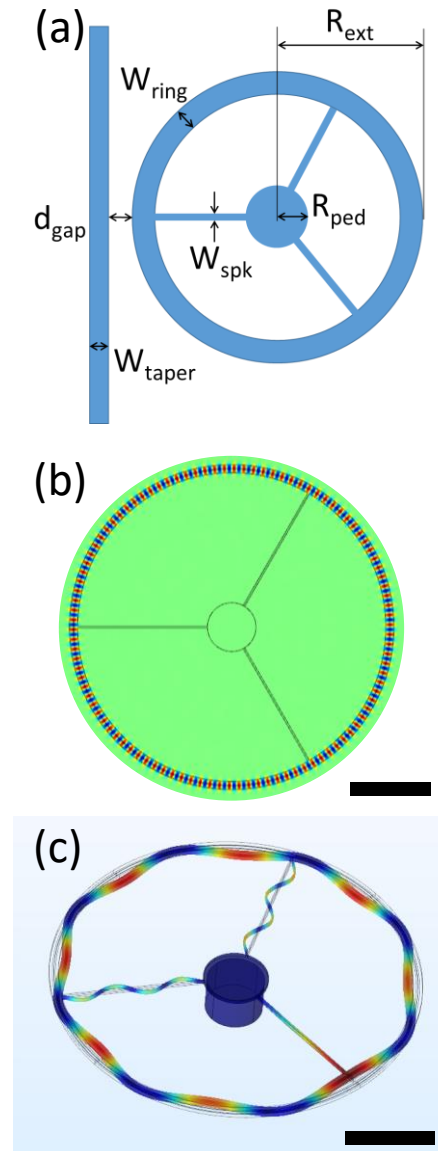 (a)
R_ext
W_ring
d_gap
R_ped
W_spk
W_taper
(b)
(c)